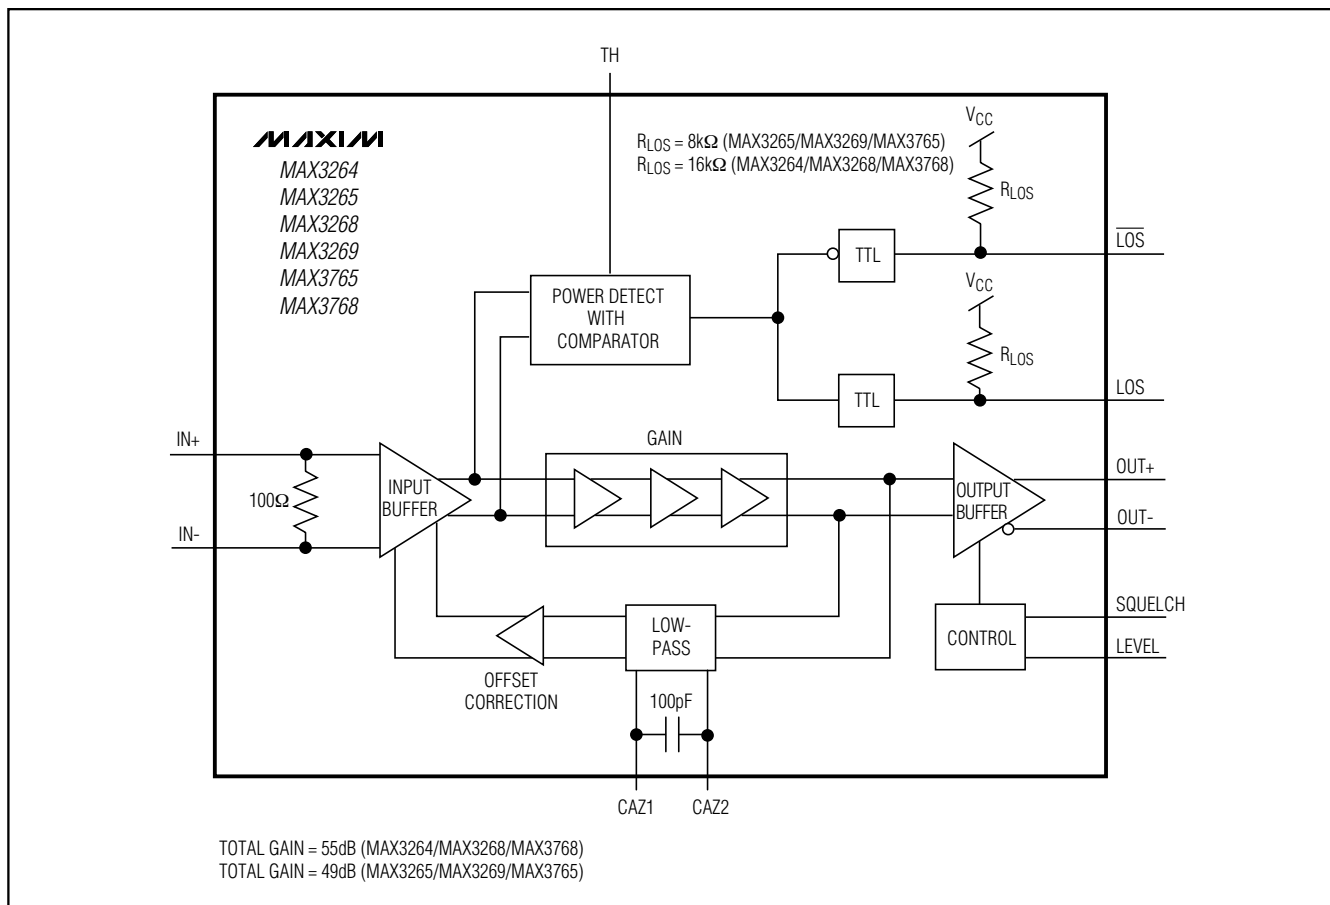 TH
MAXIM
MAX3264
MAX3265
MAX3268
MAX3269
MAX3765
MAX3768
RLOS = 8kΩ (MAX3265/MAX3269/MAX3765)
RLOS = 16kΩ (MAX3264/MAX3268/MAX3768)
VCC
RLOS
TTL
L̅O̅S̅
POWER DETECT
WITH
COMPARATOR
VCC
RLOS
TTL
LOS
IN+
100Ω
IN-
INPUT
BUFFER
GAIN
OUTPUT
BUFFER
OUT+
OUT-
SQUELCH
LEVEL
CONTROL
LOW-
PASS
OFFSET
CORRECTION
100pF
CAZ1
CAZ2
TOTAL GAIN = 55dB (MAX3264/MAX3268/MAX3768)
TOTAL GAIN = 49dB (MAX3265/MAX3269/MAX3765)